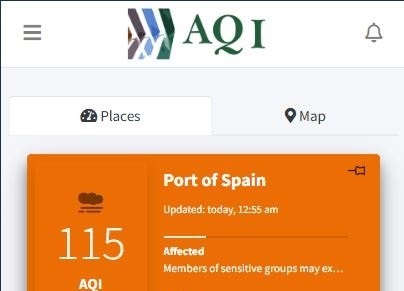 AQI
Places
Map
Port of Spain
Updated: today, 12:55 am
115
AQI
Affected
Members of sensitive groups may ex...